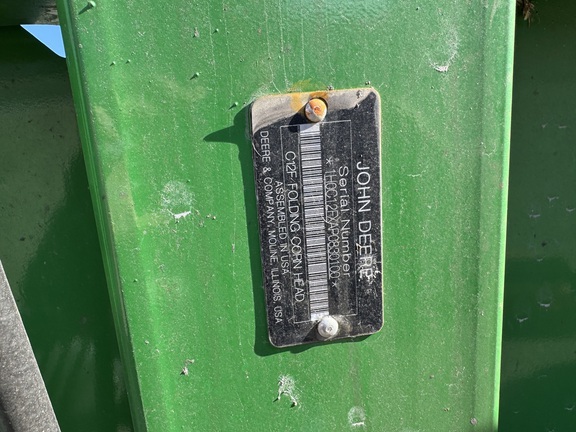 JOHN DEERE
Serial Number
C12F FOLDING CORN HEAD
ASSEMBLED IN USA
DEERE & COMPANY, MOLINE, ILLINOIS, USA